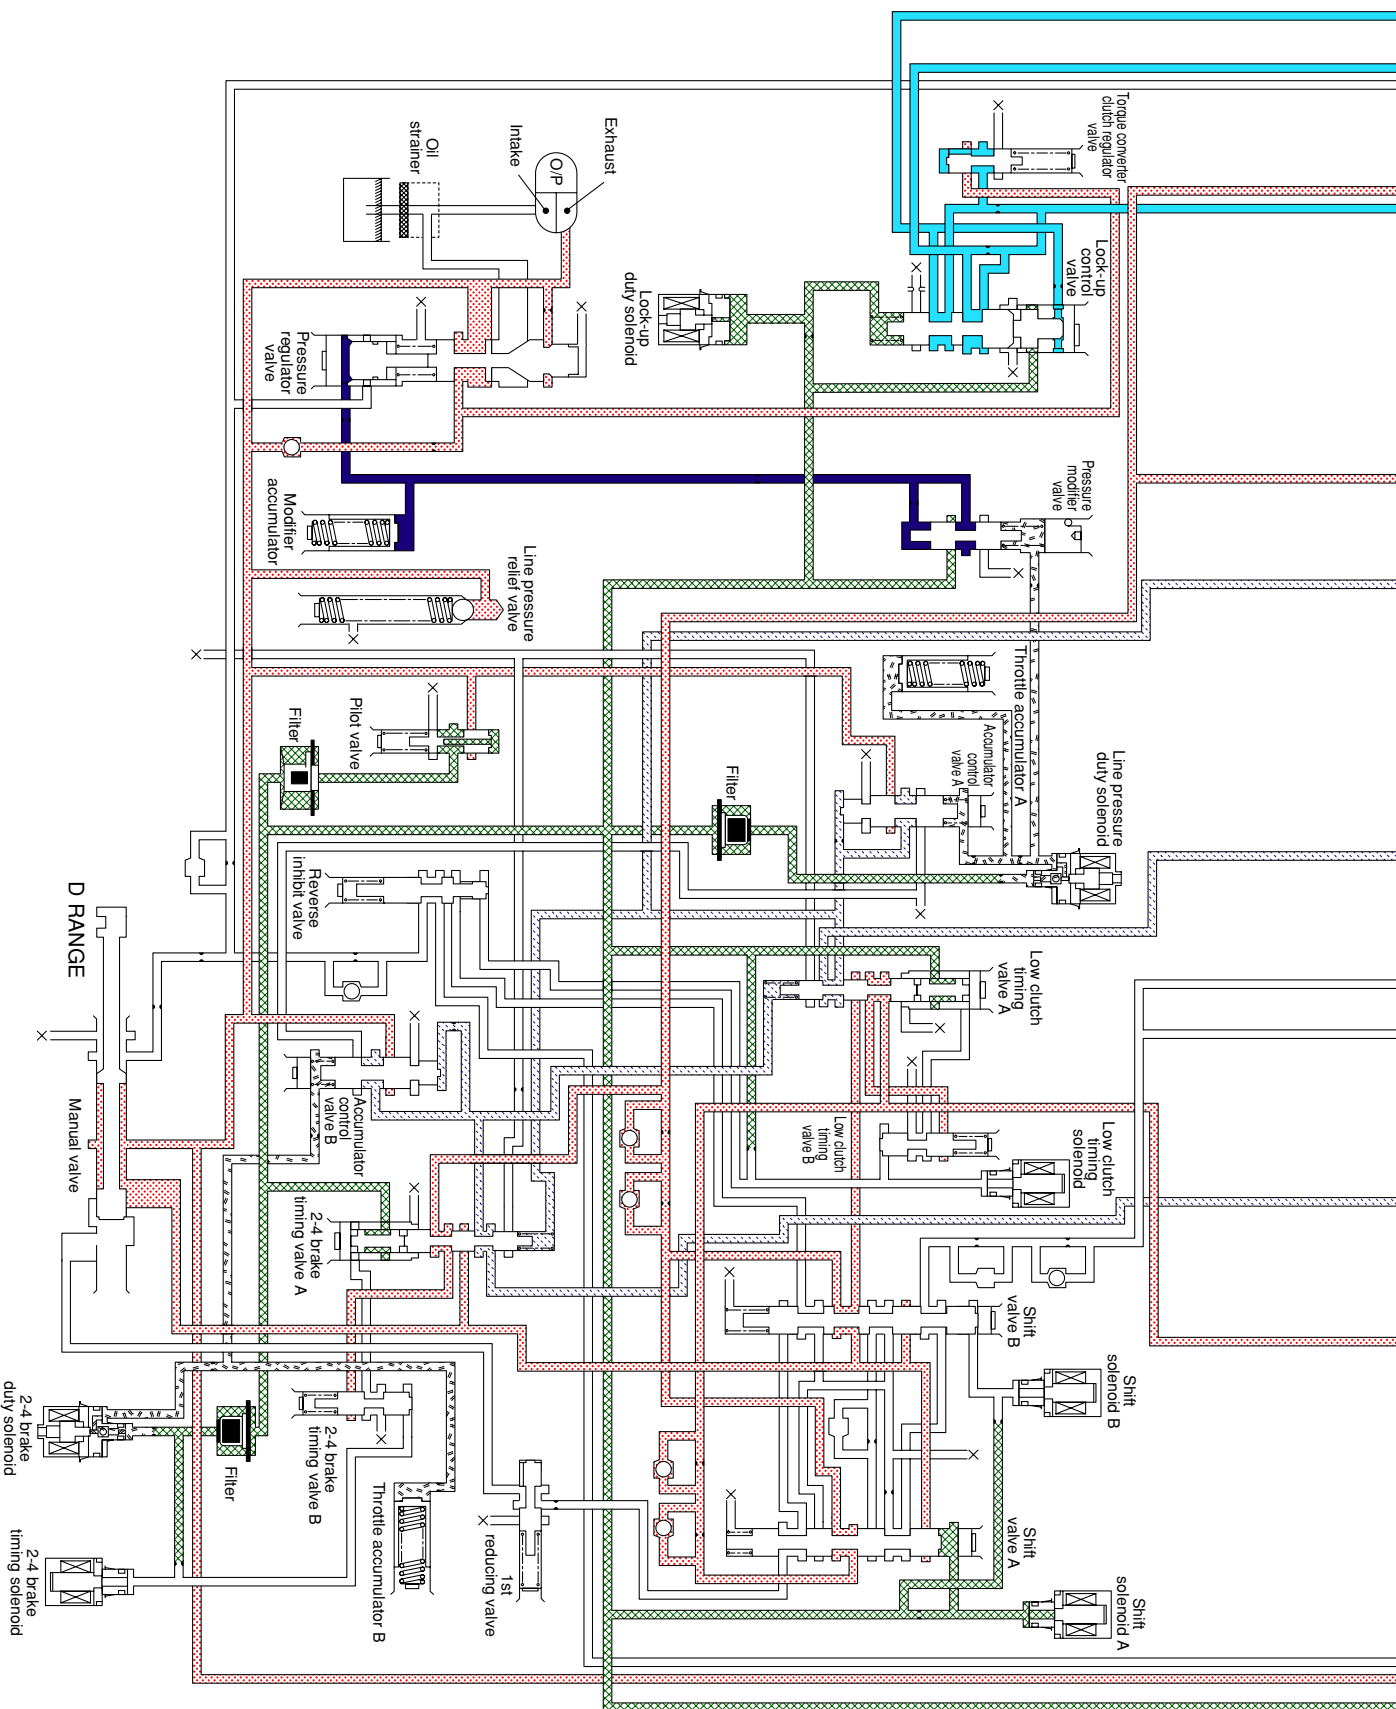 Torque converter
clutch regulator
valve
Lock-up
control
valve
Exhaust
Intake
O/P
Oil
strainer
Lock-up
duty solenoid
Pressure
regulator
valve
Pressure
modifier
valve
Modifier
accumulator
Line pressure
relief valve
Throttle accumulator A
Accumulator
control
valve A
Line pressure
duty solenoid
Pilot valve
Filter
Filter
Reverse
inhibit valve
D RANGE
Manual valve
Low clutch
timing
valve A
Accumulator
control
valve B
Low clutch
timing
valve B
Low clutch
timing
solenoid
2-4 brake
timing valve A
Shift
valve B
Shift
solenoid B
2-4 brake
duty solenoid
Filter
2-4 brake
timing valve B
Throttle accumulator B
1st
reducing valve
Shift
valve A
Shift
solenoid A
2-4 brake
timing solenoid